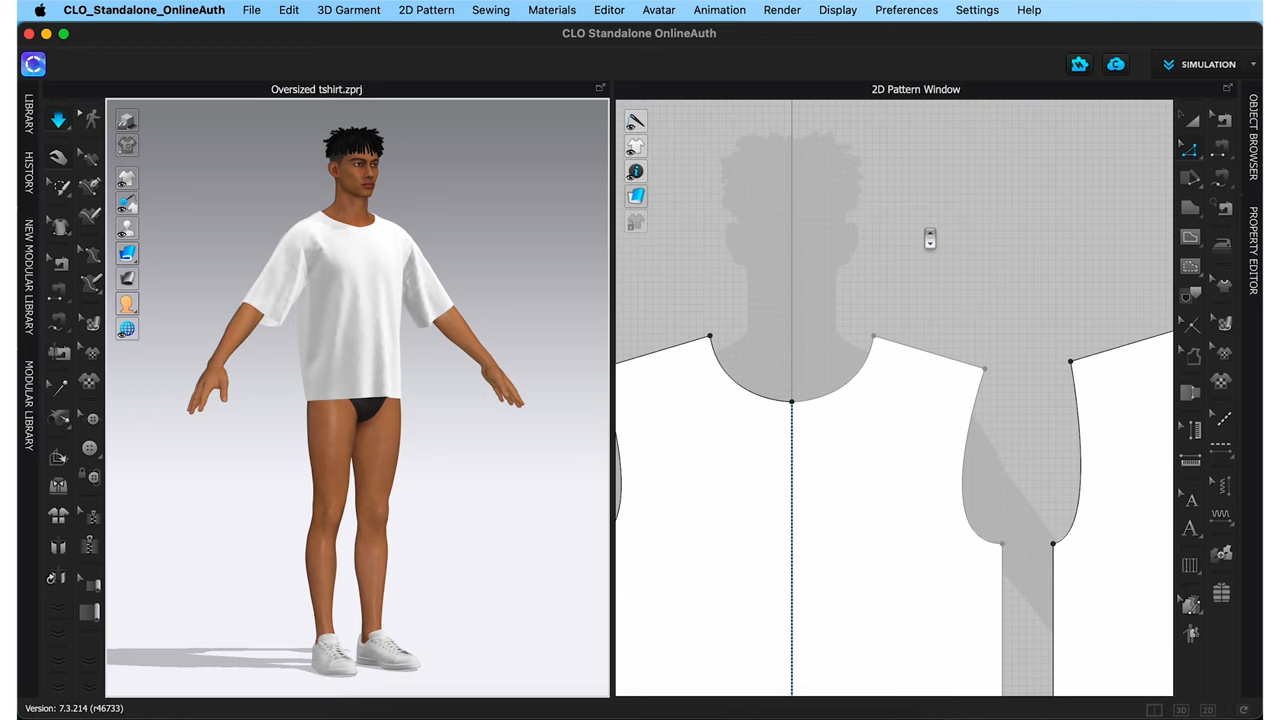 CLO_Standalone_OnlineAuth File Edit 3D Garment 2D Pattern Sewing Materials Editor Avatar Animation Render Display Preferences Settings Help
CLO Standalone OnlineAuth
SIMULATION
Oversized tshirt.zprj
2D Pattern Window
LIBRARY
HISTORY
NEW MODULAR LIBRARY
MODULAR LIBRARY
OBJECT BROWSER
PROPERTY EDITOR
A
A
Version: 7.3.214 (r46733)
3D
2D